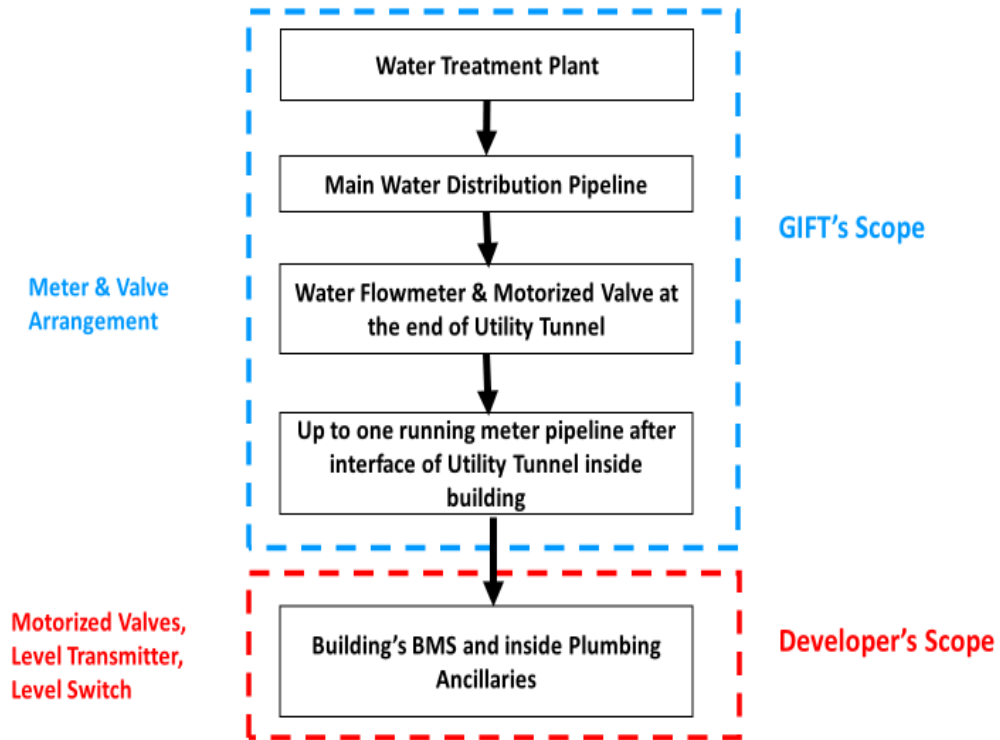 Water Treatment Plant
Main Water Distribution Pipeline
GIFT's Scope
Meter & Valve
Arrangement
Water Flowmeter & Motorized Valve at
the end of Utility Tunnel
Up to one running meter pipeline after
interface of Utility Tunnel inside
building
Motorized Valves,
Level Transmitter,
Level Switch
Building's BMS and inside Plumbing
Ancillaries
Developer's Scope